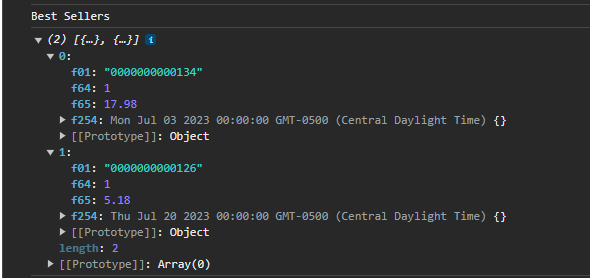 Best Sellers
(2) [{…}, {…}] i
0:
f01: "0000000000134"
f64: 1
f65: 17.98
f254: Mon Jul 03 2023 00:00:00 GMT-0500 (Central Daylight Time) {}
[[Prototype]]: Object
1:
f01: "0000000000126"
f64: 1
f65: 5.18
f254: Thu Jul 20 2023 00:00:00 GMT-0500 (Central Daylight Time) {}
[[Prototype]]: Object
length: 2
[[Prototype]]: Array(0)